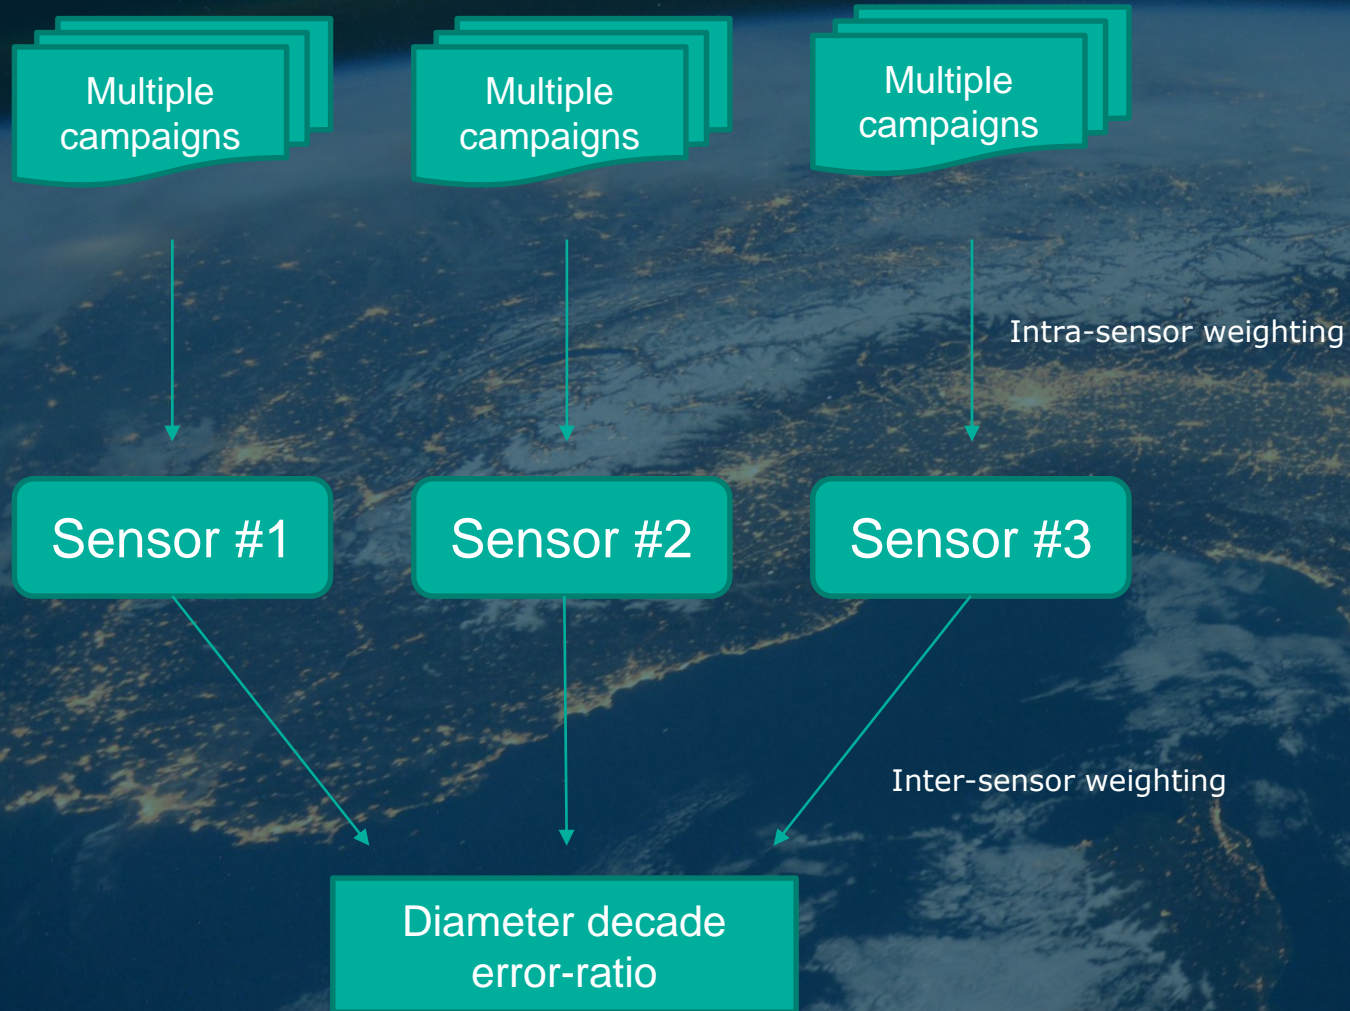 Multiple
campaigns
Multiple
campaigns
Multiple
campaigns
Intra-sensor weighting
Sensor #1
Sensor #2
Sensor #3
Inter-sensor weighting
Diameter decade
error-ratio